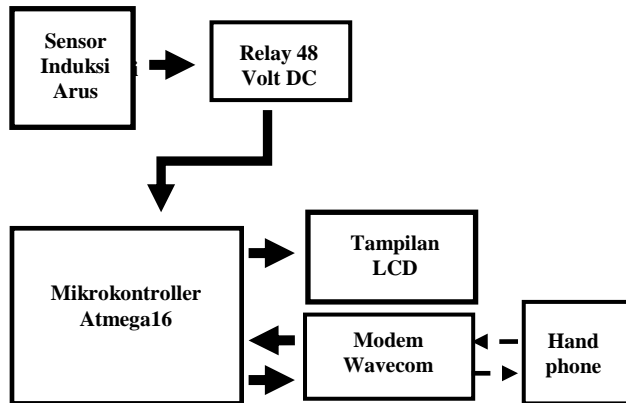 Sensor
Induksi
Arus
i
Relay 48
Volt DC
Mikrokontroller
Atmega16
Tampilan
LCD
Modem
Wavecom
Hand
phone